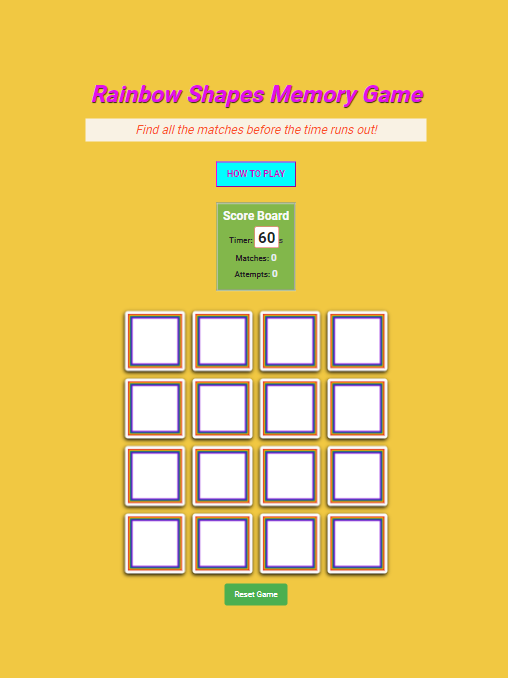 Rainbow Shapes Memory Game
Find all the matches before the time runs out!
HOW TO PLAY
Score Board
Timer: 60 s
Matches: 0
Attempts: 0
Reset Game